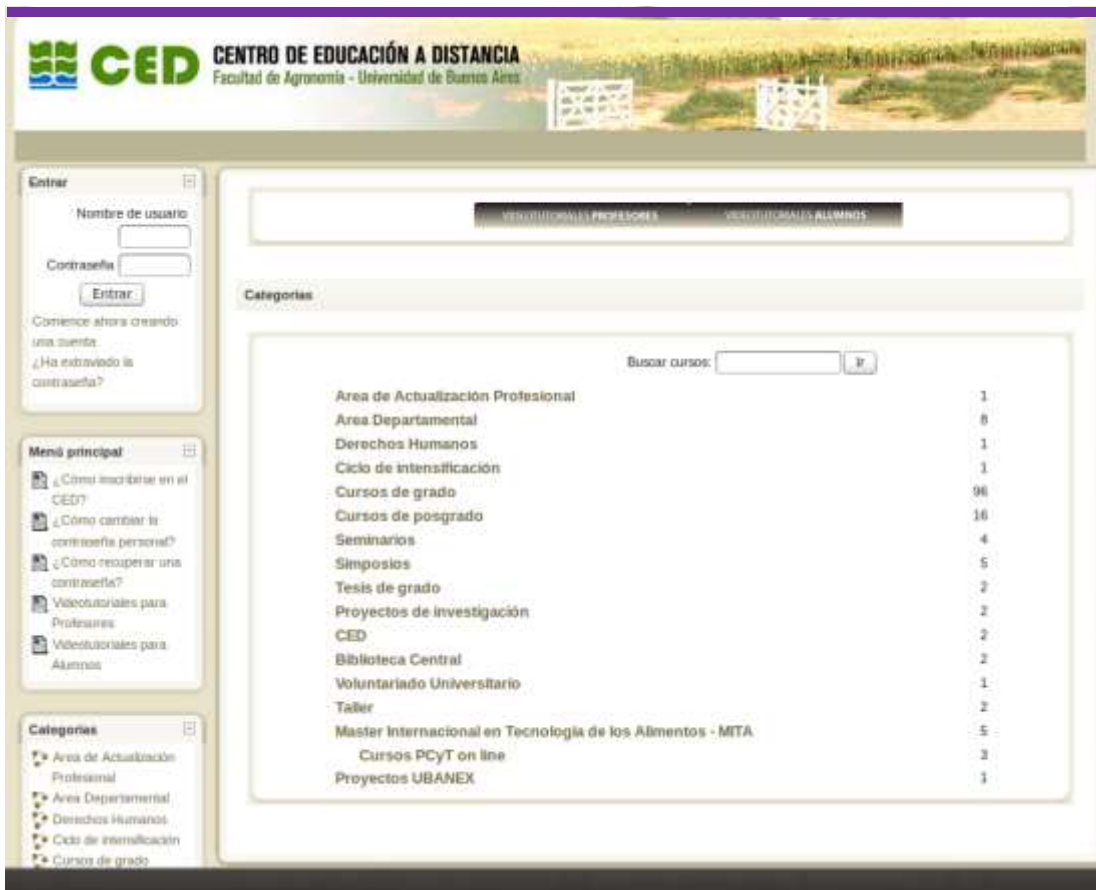 CED
CENTRO DE EDUCACIÓN A DISTANCIA
Facultad de Agronomía - Universidad de Buenos Aires
Entrar
Nombre de usuario
Contraseña
Entrar
Comience ahora creando
una cuenta
¿Ha extraviado la
contraseña?
Menú principal
¿Cómo inscribirse en el
CED?
¿Cómo cambiar la
contraseña personal?
¿Cómo recuperar una
contraseña?
Videotutoriales para
Profesores
Videotutoriales para
Alumnos
Categorías
Area de Actualización
Profesional
Area Departamental
Derechos Humanos
Ciclo de intensificación
Cursos de grado
VIDEOTUTORIALES PROFESORES VIDEOTUTORIALES ALUMNOS
Categorías
Buscar cursos: Ir
Area de Actualización Profesional 1
Area Departamental 8
Derechos Humanos 1
Ciclo de intensificación 1
Cursos de grado 96
Cursos de posgrado 16
Seminarios 4
Simposios 5
Tesis de grado 2
Proyectos de investigación 2
CED 2
Biblioteca Central 2
Voluntariado Universitario 1
Taller 2
Master Internacional en Tecnología de los Alimentos - MITA 5
Cursos PCyT on line 3
Proyectos UBANEX 1